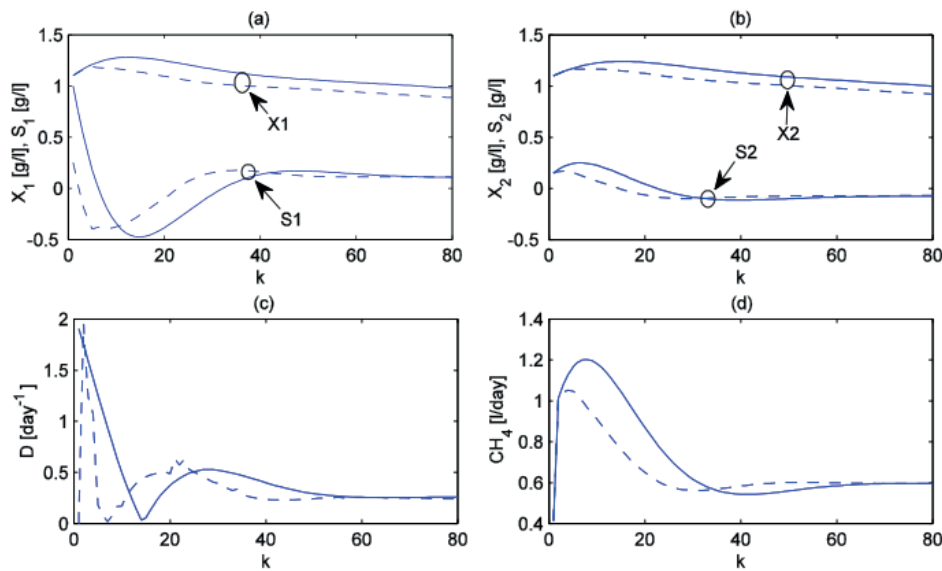 (a)
1.5
1
0.5
0
-0.5
0 20 40 60 80
k
X1 [g/l], S1 [g/l]
X1
S1
(b)
1.5
1
0.5
0
-0.5
0 20 40 60 80
k
X2 [g/l], S2 [g/l]
X2
S2
(c)
2
1.5
1
0.5
0
0 20 40 60 80
k
D [day-1]
(d)
1.4
1.2
1
0.8
0.6
0.4
0 20 40 60 80
k
CH4 [l/day]